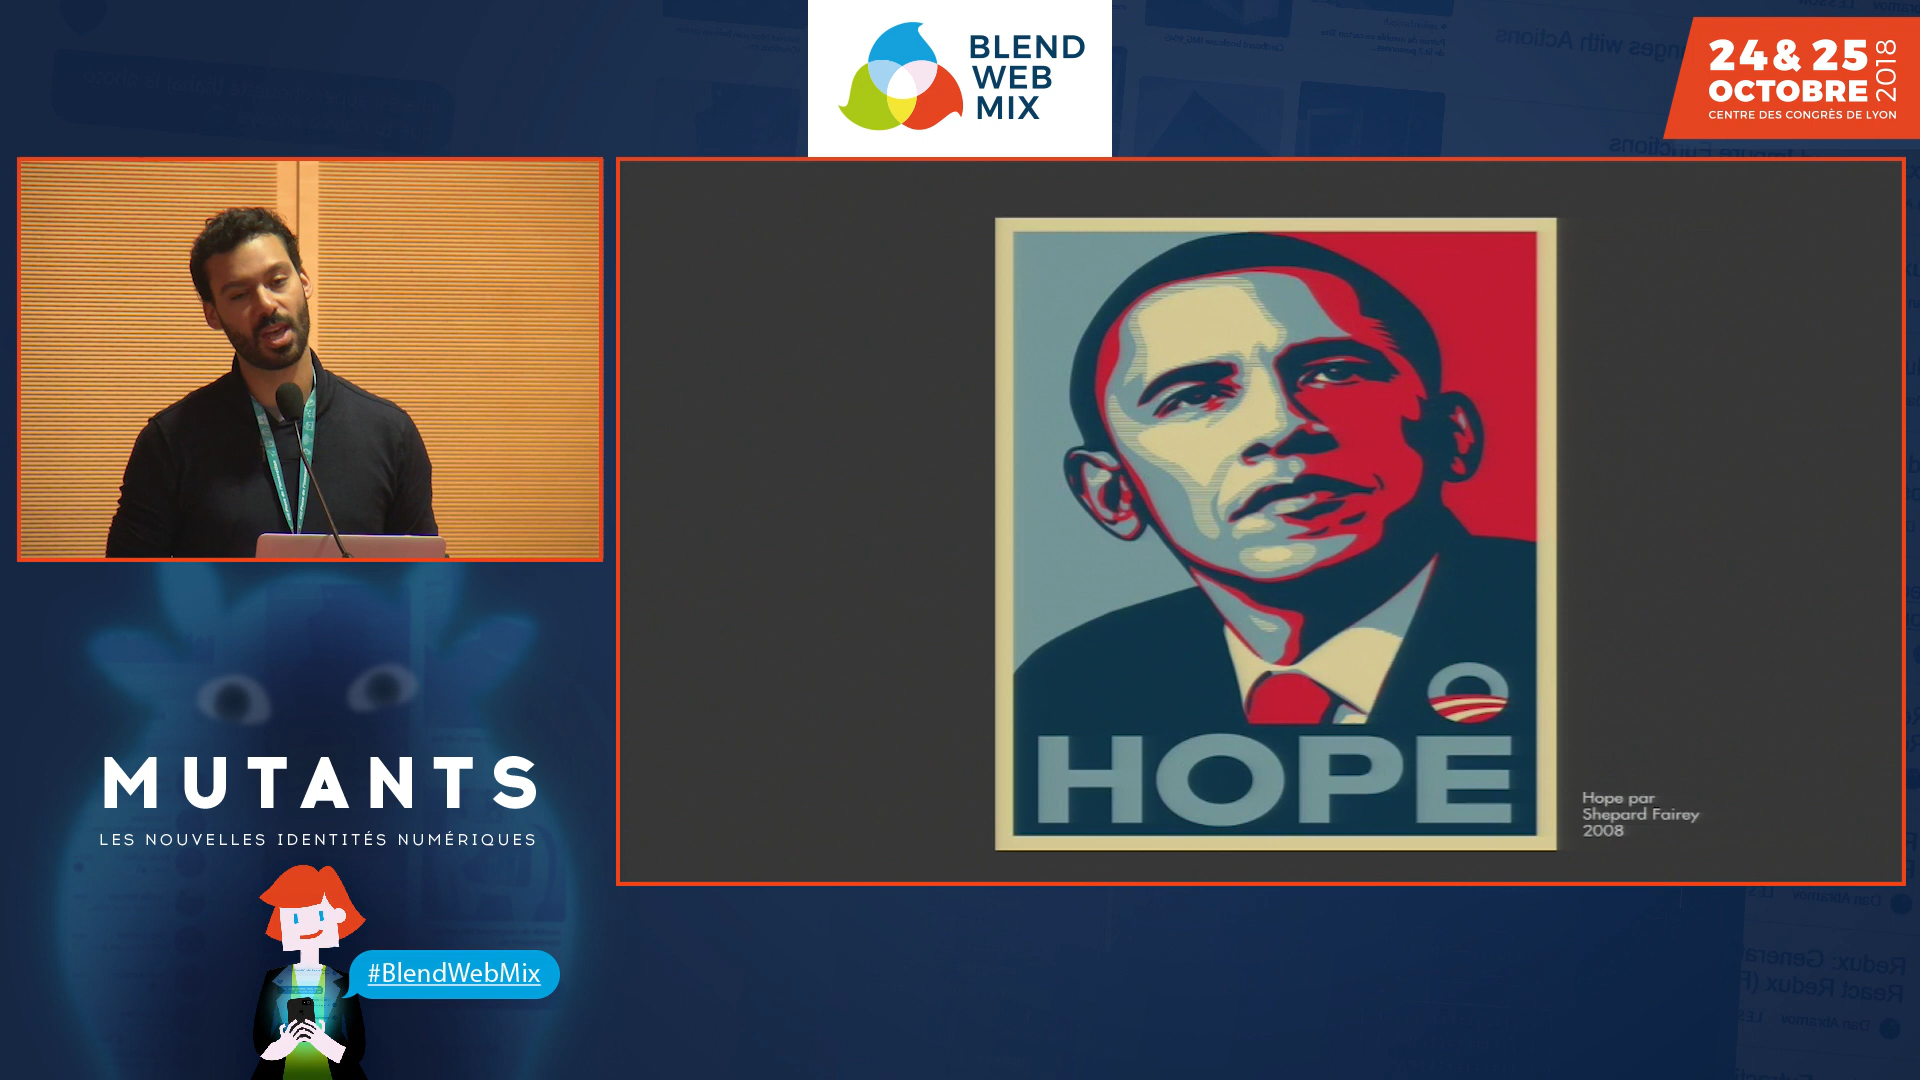 BLEND
WEB
MIX
24 & 25
OCTOBRE
2018
CENTRE DES CONGRÈS DE LYON
HOPE
Hope par
Shepard Fairey
2008
MUTANTS
LES NOUVELLES IDENTITÉS NUMÉRIQUES
#BlendWebMix